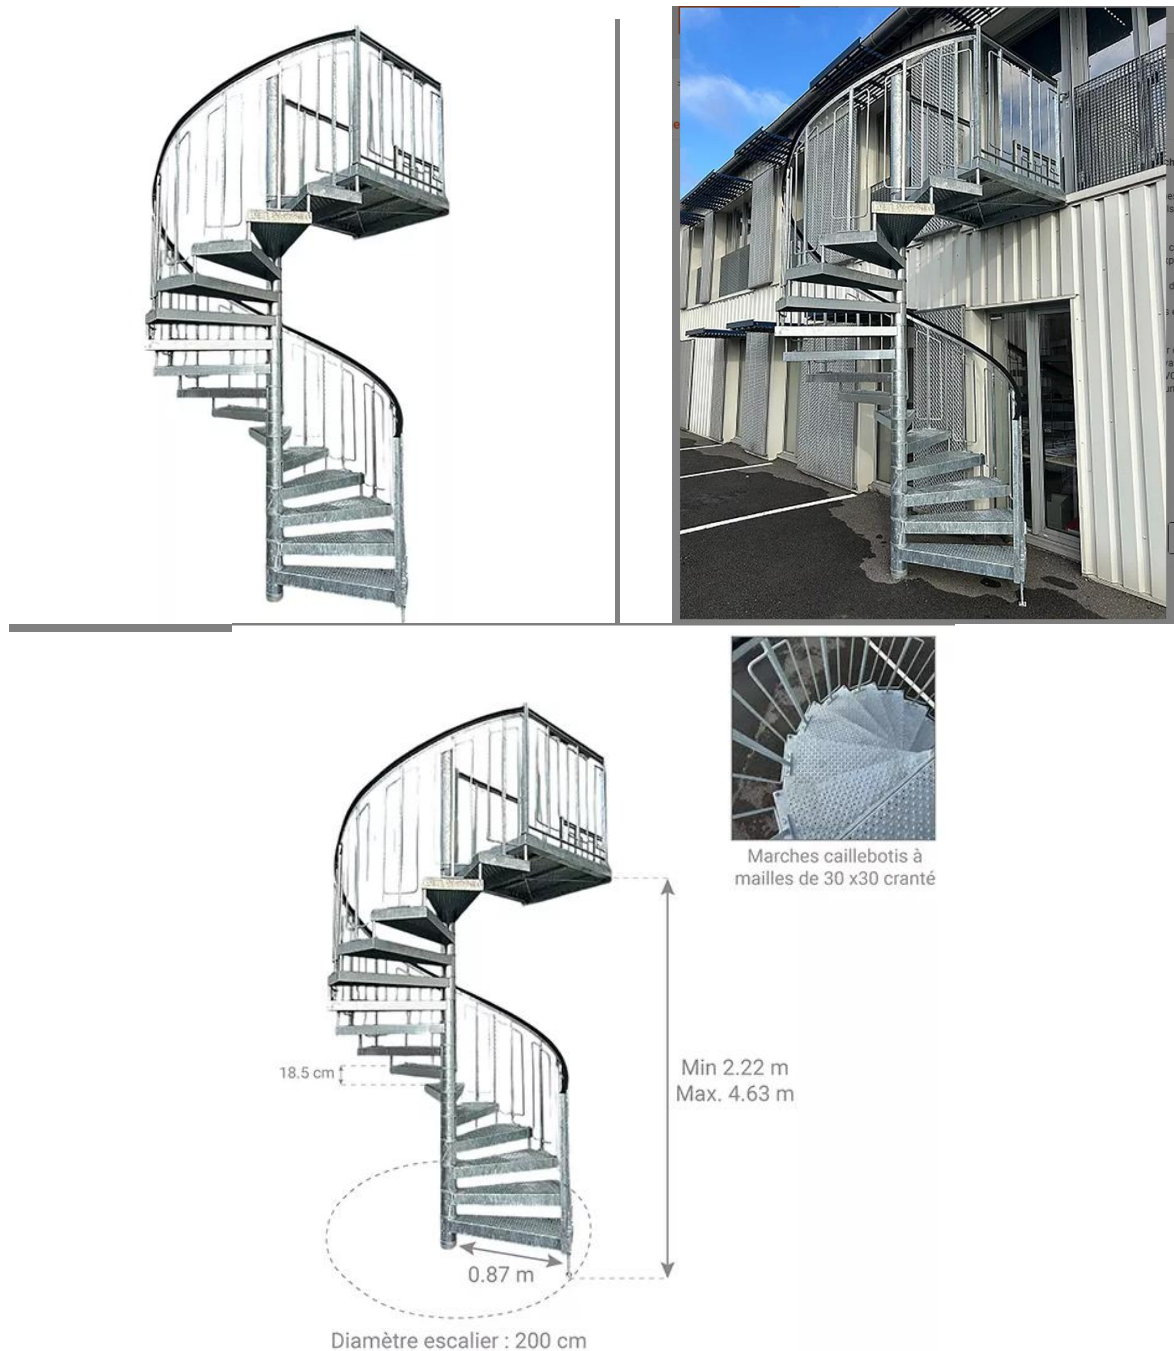 Marches caillebotis à
mailles de 30 x30 cranté
18.5 cm
Min 2.22 m
Max. 4.63 m
0.87 m
Diamètre escalier : 200 cm